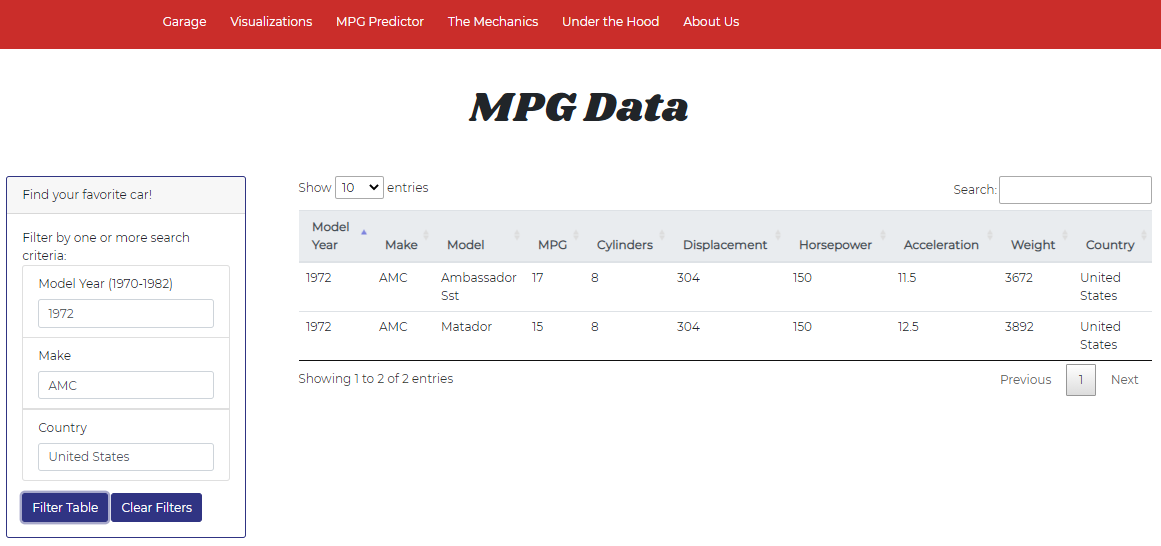 Garage Visualizations MPG Predictor The Mechanics Under the Hood About Us
MPG Data
Find your favorite car!
Filter by one or more search
criteria:
Model Year (1970-1982)
1972
Make
AMC
Country
United States
Filter Table Clear Filters
Show 10 entries
Search:
Model
Year Make Model MPG Cylinders Displacement Horsepower Acceleration Weight Country
1972 AMC Ambassador 17 8 304 150 11.5 3672 United
Sst States
1972 AMC Matador 15 8 304 150 12.5 3892 United
States
Showing 1 to 2 of 2 entries
Previous 1 Next